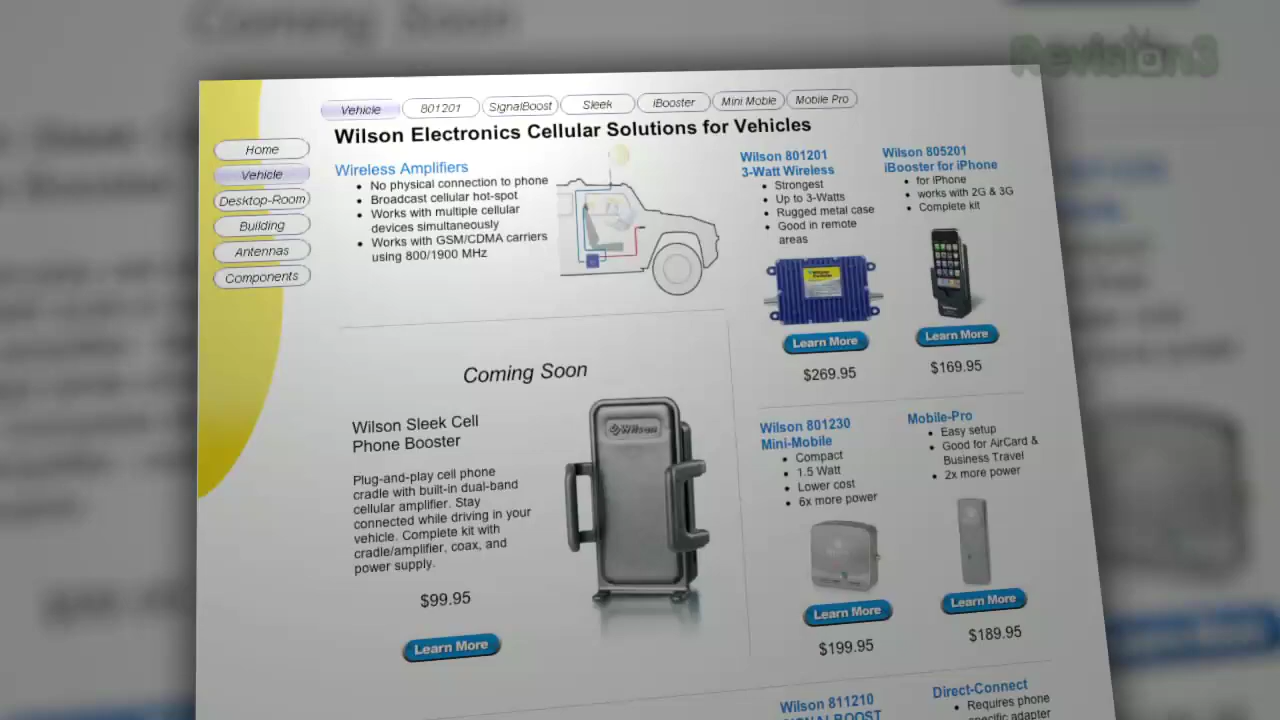 Revision3
Vehicle
801201
SignalBoost
Sleek
iBooster
Mini Moble
Mobile Pro
Wilson Electronics Cellular Solutions for Vehicles
Home
Vehicle
Desktop-Room
Building
Antennas
Components
Wireless Amplifiers
No physical connection to phone
Broadcast cellular hot-spot
Works with multiple cellular
devices simultaneously
Works with GSM/CDMA carriers
using 800/1900 MHz
Wilson 801201
3-Watt Wireless
Strongest
Up to 3-Watts
Rugged metal case
Good in remote
areas
Learn More
$269.95
Wilson 805201
iBooster for iPhone
for iPhone
works with 2G & 3G
Complete kit
Learn More
$169.95
Coming Soon
Wilson Sleek Cell
Phone Booster
Plug-and-play cell phone
cradle with built-in dual-band
cellular amplifier. Stay
connected while driving in your
vehicle. Complete kit with
cradle/amplifier, coax, and
power supply.
$99.95
Learn More
Wilson
Wilson 801230
Mini-Mobile
Compact
1.5 Watt
Lower cost
6x more power
Learn More
$199.95
Mobile-Pro
Easy setup
Good for AirCard &
Business Travel
2x more power
Learn More
$189.95
Wilson 811210
SIGNALBOOST
Direct-Connect
Requires phone
specific adapter